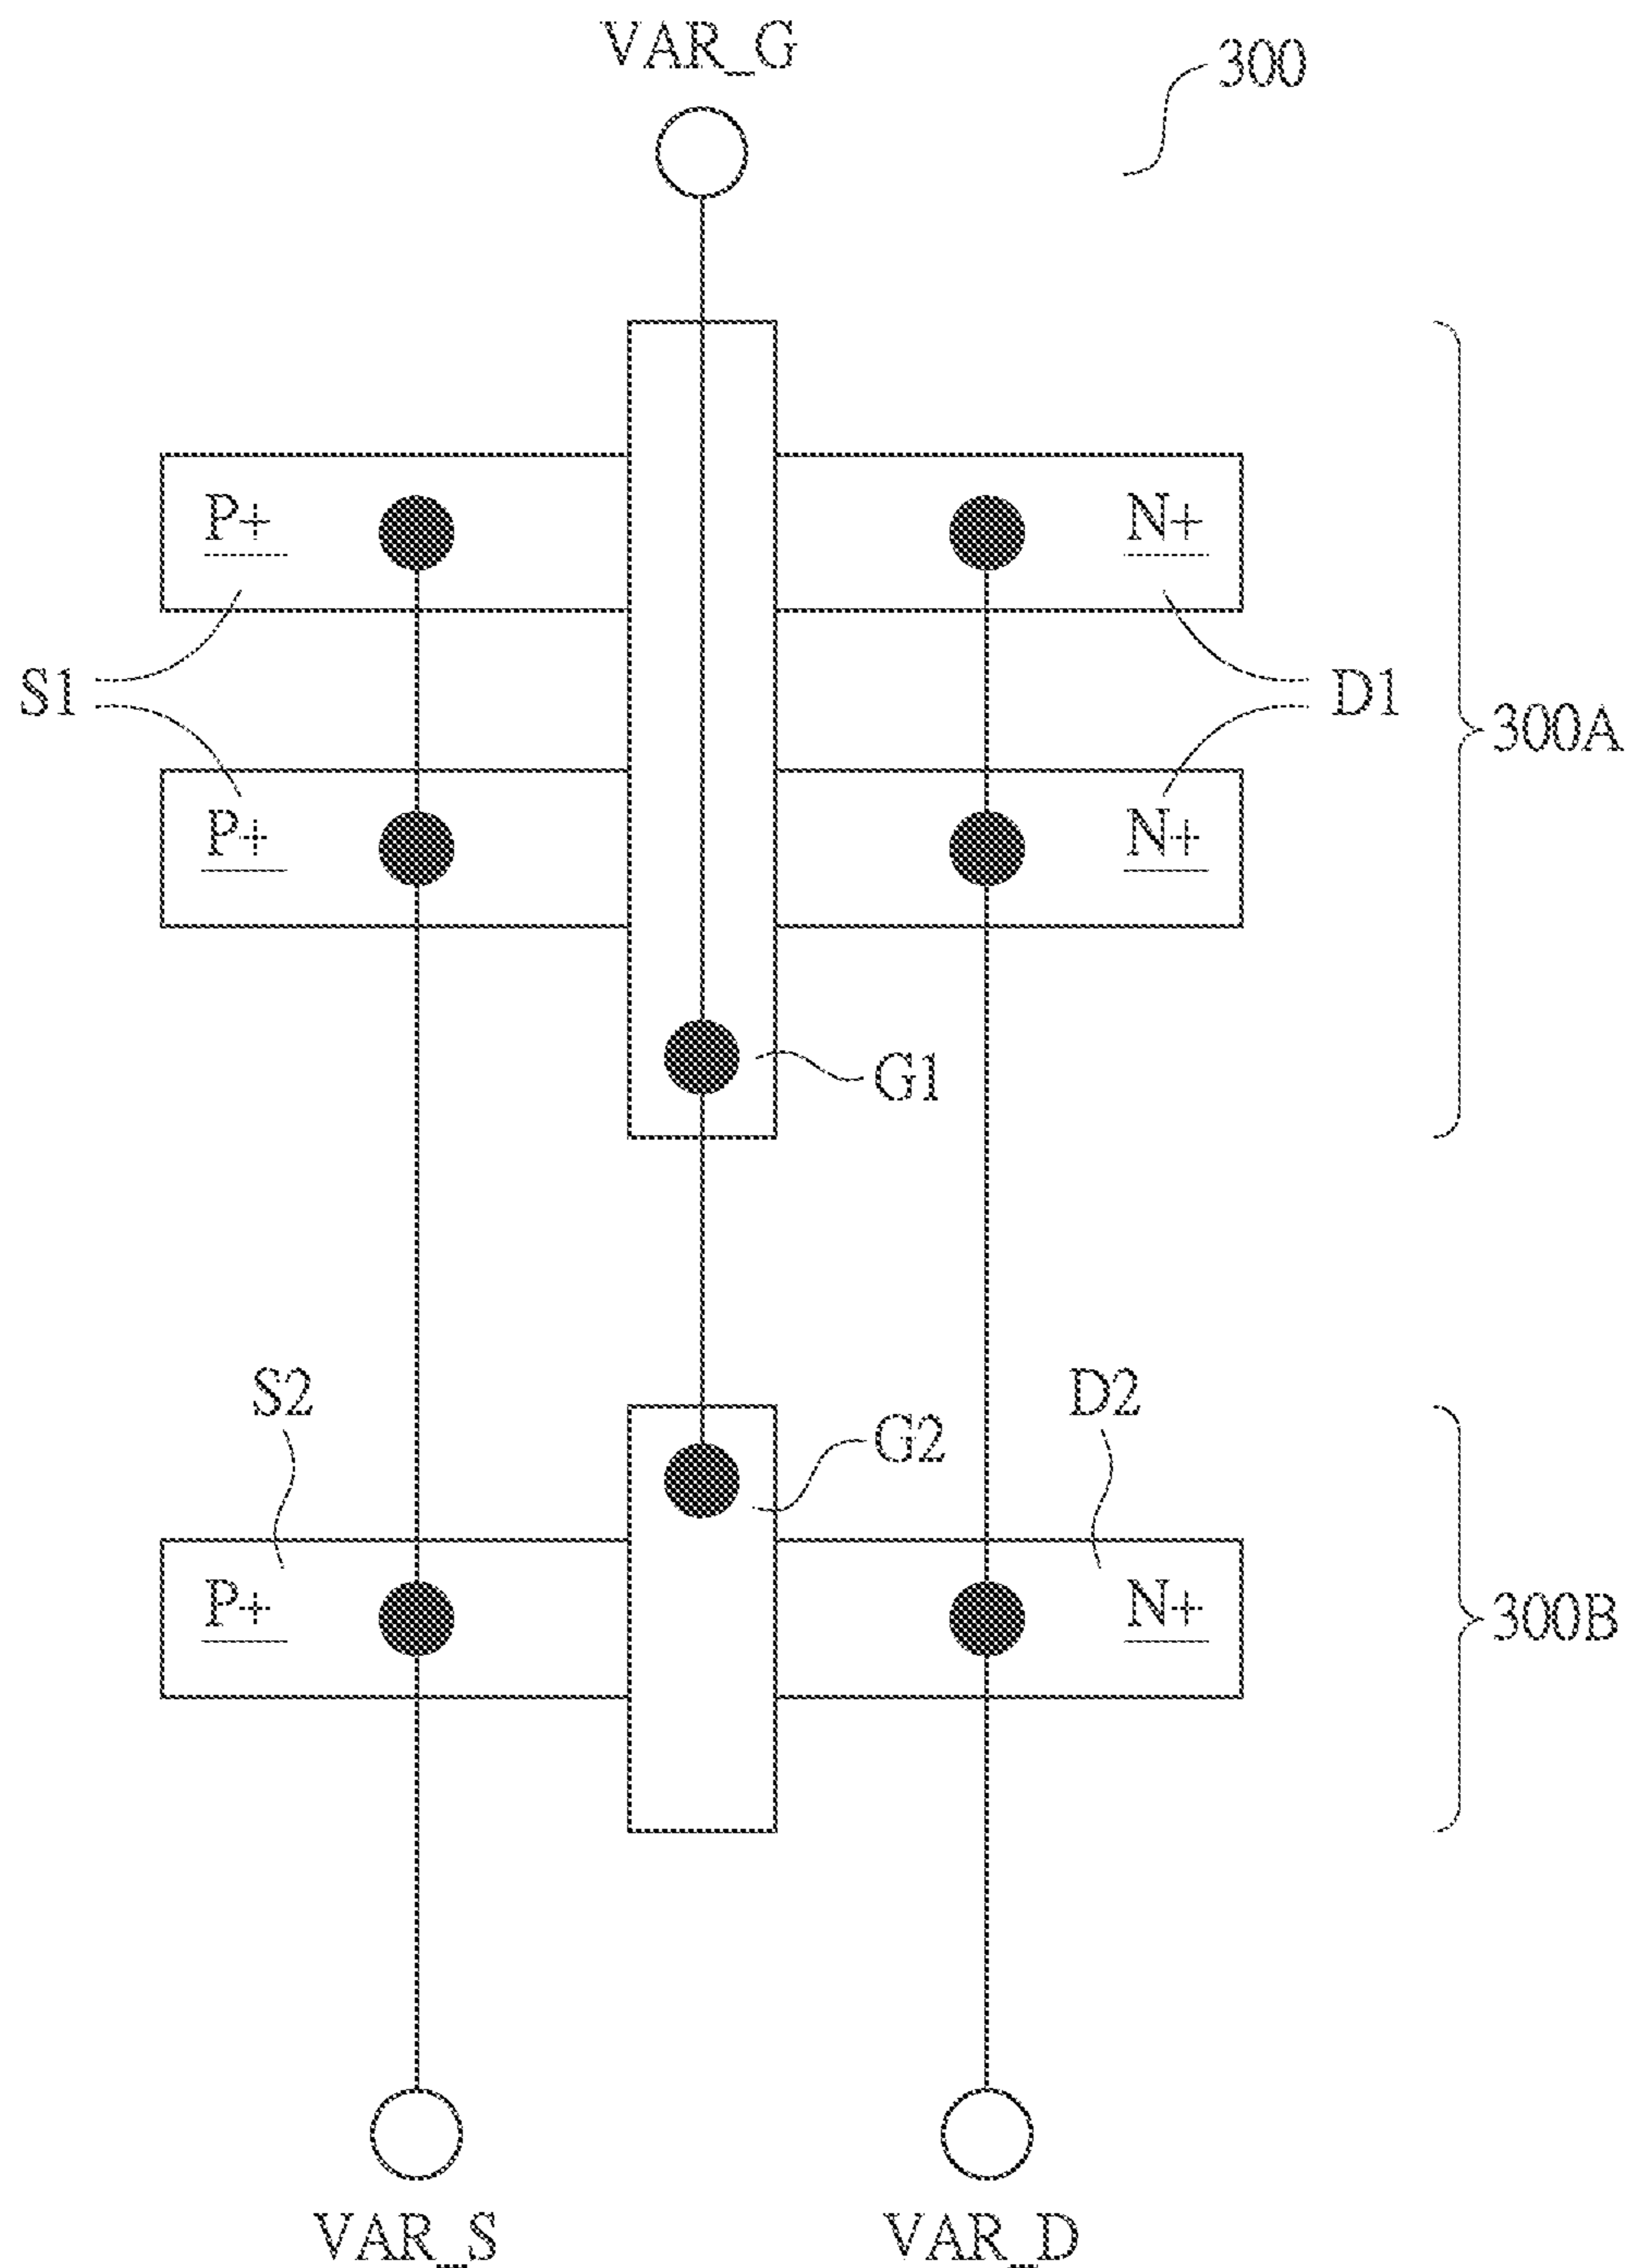 VAR_G
300
P+
N+
S1
D1
300A
P+
N+
G1
S2
D2
G2
P+
N+
300B
VAR_S
VAR_D